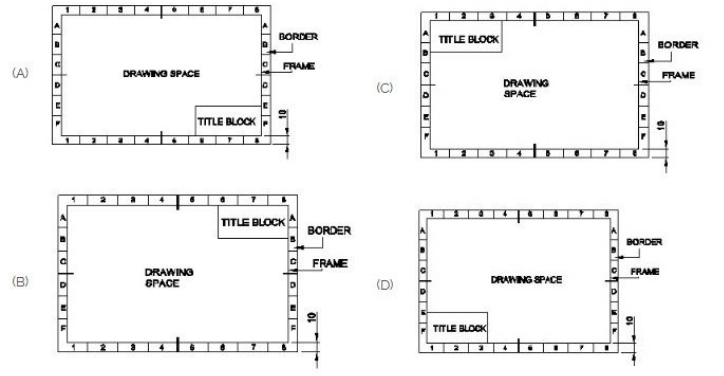 (A)
1 2 3 4 5 6 7 8
A A
B B
C C
D D
E E
F F
DRAWING SPACE
TITLE BLOCK
BORDER
FRAME
10
1 2 3 4 5 6 7 8
(C)
1 2 3 4 5 6 7 8
A A
B B
C C
D D
E E
F F
TITLE BLOCK
DRAWING
SPACE
BORDER
FRAME
10
1 2 3 4 5 6 7 8
(B)
1 2 3 4 5 6 7 8
A A
B B
C C
D D
E E
F F
TITLE BLOCK
DRAWING
SPACE
BORDER
FRAME
10
1 2 3 4 5 6 7 8
(D)
1 2 3 4 5 6 7 8
A A
B B
C C
D D
E E
F F
DRAWING SPACE
TITLE BLOCK
BORDER
FRAME
10
1 2 3 4 5 6 7 8